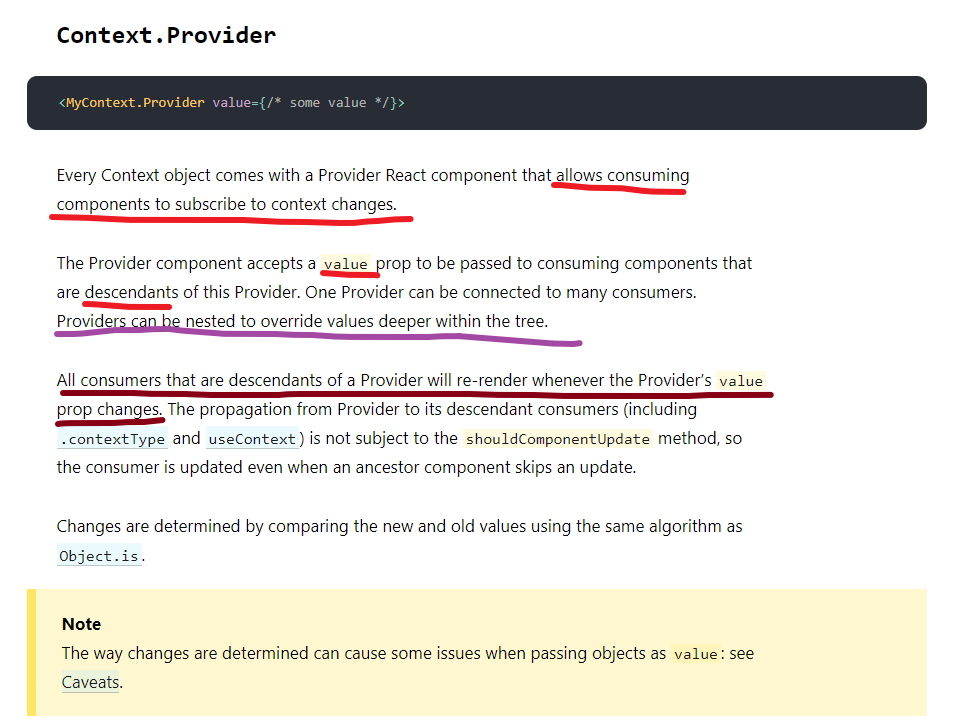 Context.Provider
<MyContext.Provider value={/* some value */}>
Every Context object comes with a Provider React component that allows consuming
components to subscribe to context changes.
The Provider component accepts a value prop to be passed to consuming components that
are descendants of this Provider. One Provider can be connected to many consumers.
Providers can be nested to override values deeper within the tree.
All consumers that are descendants of a Provider will re-render whenever the Provider’s value
prop changes. The propagation from Provider to its descendant consumers (including
.contextType and useContext) is not subject to the shouldComponentUpdate method, so
the consumer is updated even when an ancestor component skips an update.
Changes are determined by comparing the new and old values using the same algorithm as
Object.is.
Note
The way changes are determined can cause some issues when passing objects as value: see
Caveats.